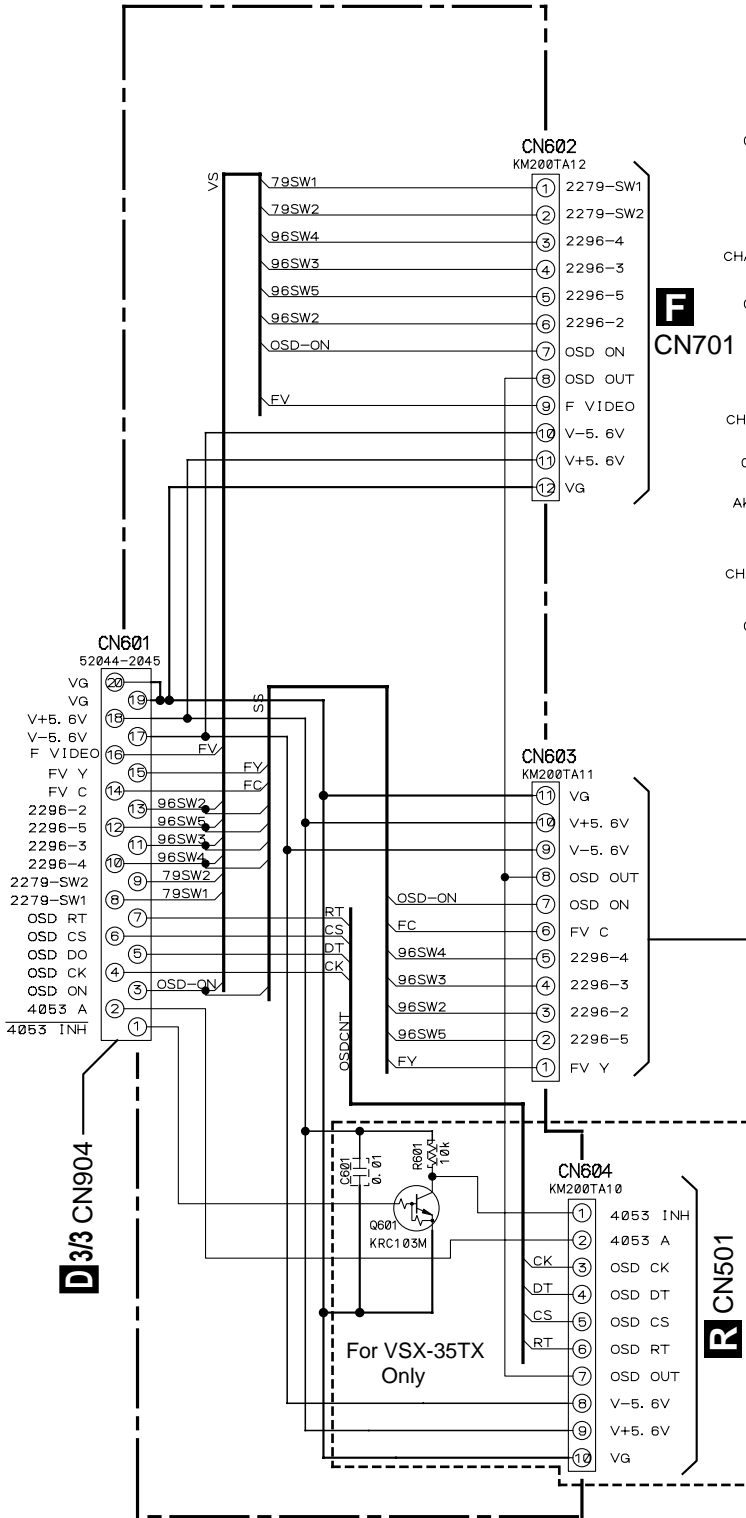 CN602
KM200TA12
VS
79SW1
1 2279-SW1
79SW2
2 2279-SW2
96SW4
3 2296-4
96SW3
4 2296-3
96SW5
5 2296-5
96SW2
6 2296-2
OSD-ON
7 OSD ON
8 OSD OUT
FV
9 F VIDEO
10 V-5.6V
11 V+5.6V
12 VG
F
CN701
CN601
52044-2045
VG 20
VG 19
V+5.6V 18
V-5.6V 17
F VIDEO 16 FV
FV Y 15 FY
FV C 14 FC
2296-2 13 96SW2
2296-5 12 96SW5
2296-3 11 96SW3
2296-4 10 96SW4
2279-SW2 9 79SW2
2279-SW1 8 79SW1
OSD RT 7 RT
OSD CS 6 CS
OSD DO 5 DT
OSD CK 4 CK
OSD ON 3 OSD-ON
4053 A 2
4053 INH 1
SS
OSDCNT
D 3/3 CN904
CN603
KM200TA11
11 VG
10 V+5.6V
9 V-5.6V
8 OSD OUT
OSD-ON 7 OSD ON
FC 6 FV C
96SW4 5 2296-4
96SW3 4 2296-3
96SW2 3 2296-2
96SW5 2 2296-5
FY 1 FV Y
C601
0.01
R601
10k
Q601
KRC103M
For VSX-35TX
Only
CN604
KM200TA10
1 4053 INH
2 4053 A
CK 3 OSD CK
DT 4 OSD DT
CS 5 OSD CS
RT 6 OSD RT
7 OSD OUT
8 V-5.6V
9 V+5.6V
10 VG
R CN501